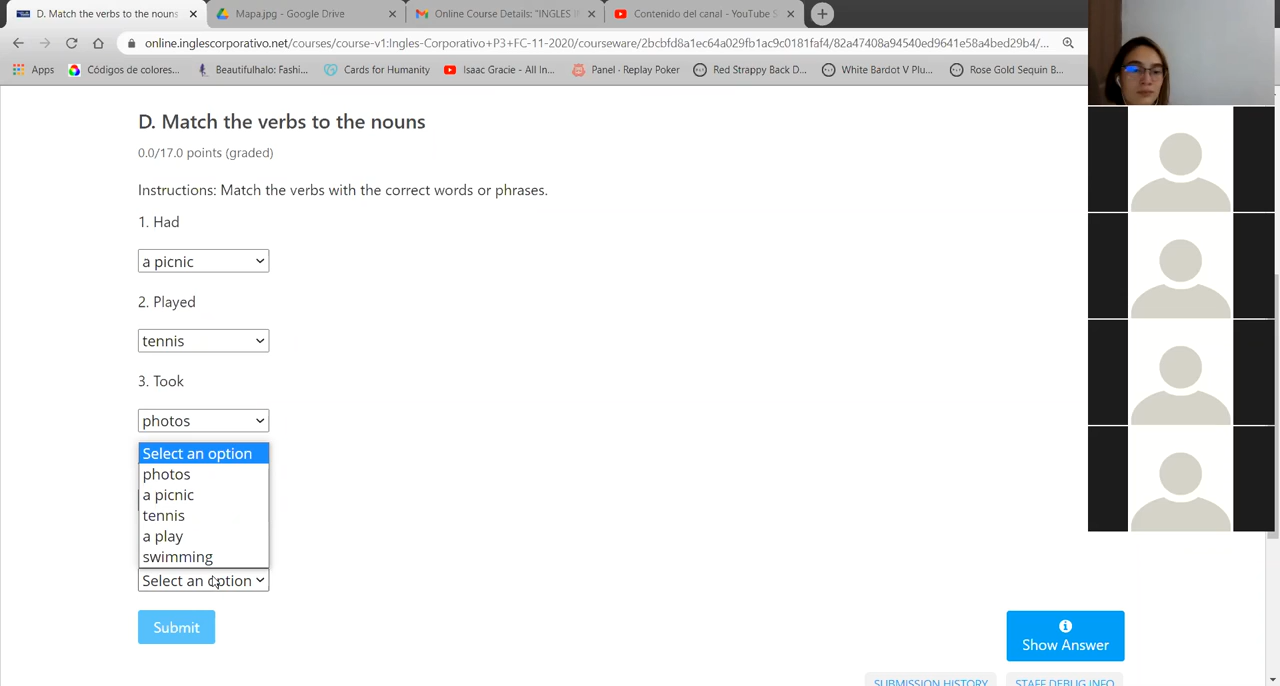 D. Match the verbs to the nouns
Mapa.jpg - Google Drive
Online Course Details: "INGLES
Contenido del canal - YouTube S
online.inglescorporativo.net/courses/course-v1:Ingles-Corporativo+P3+FC-11-2020/courseware/2bcbfd8a1ec64a029fb1ac9c0181faf4/82a47408a94540ed9641e58a4bed29b4/...
Apps
Códigos de colores...
Beautifulhalo: Fashi...
Cards for Humanity
Isaac Gracie - All In...
Panel · Replay Poker
Red Strappy Back D...
White Bardot V Plu...
Rose Gold Sequin B...
D. Match the verbs to the nouns
0.0/17.0 points (graded)
Instructions: Match the verbs with the correct words or phrases.
1. Had
a picnic
2. Played
tennis
3. Took
photos
Select an option
photos
a picnic
tennis
a play
swimming
Select an option
Submit
Show Answer
SUBMISSION HISTORY
STAFF DEBUG INFO